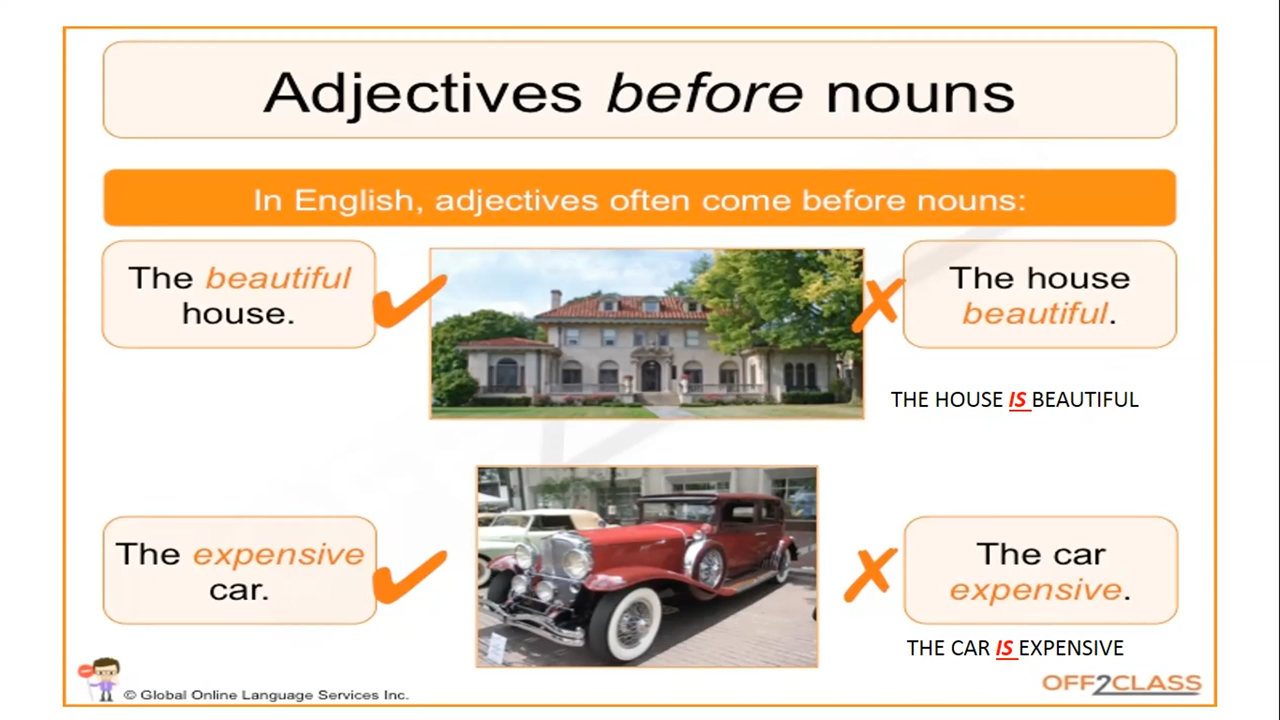 Adjectives before nouns
In English, adjectives often come before nouns:
The beautiful
house.
The house
beautiful.
THE HOUSE IS BEAUTIFUL
The expensive
car.
The car
expensive.
THE CAR IS EXPENSIVE
© Global Online Language Services Inc.
OFF2CLASS